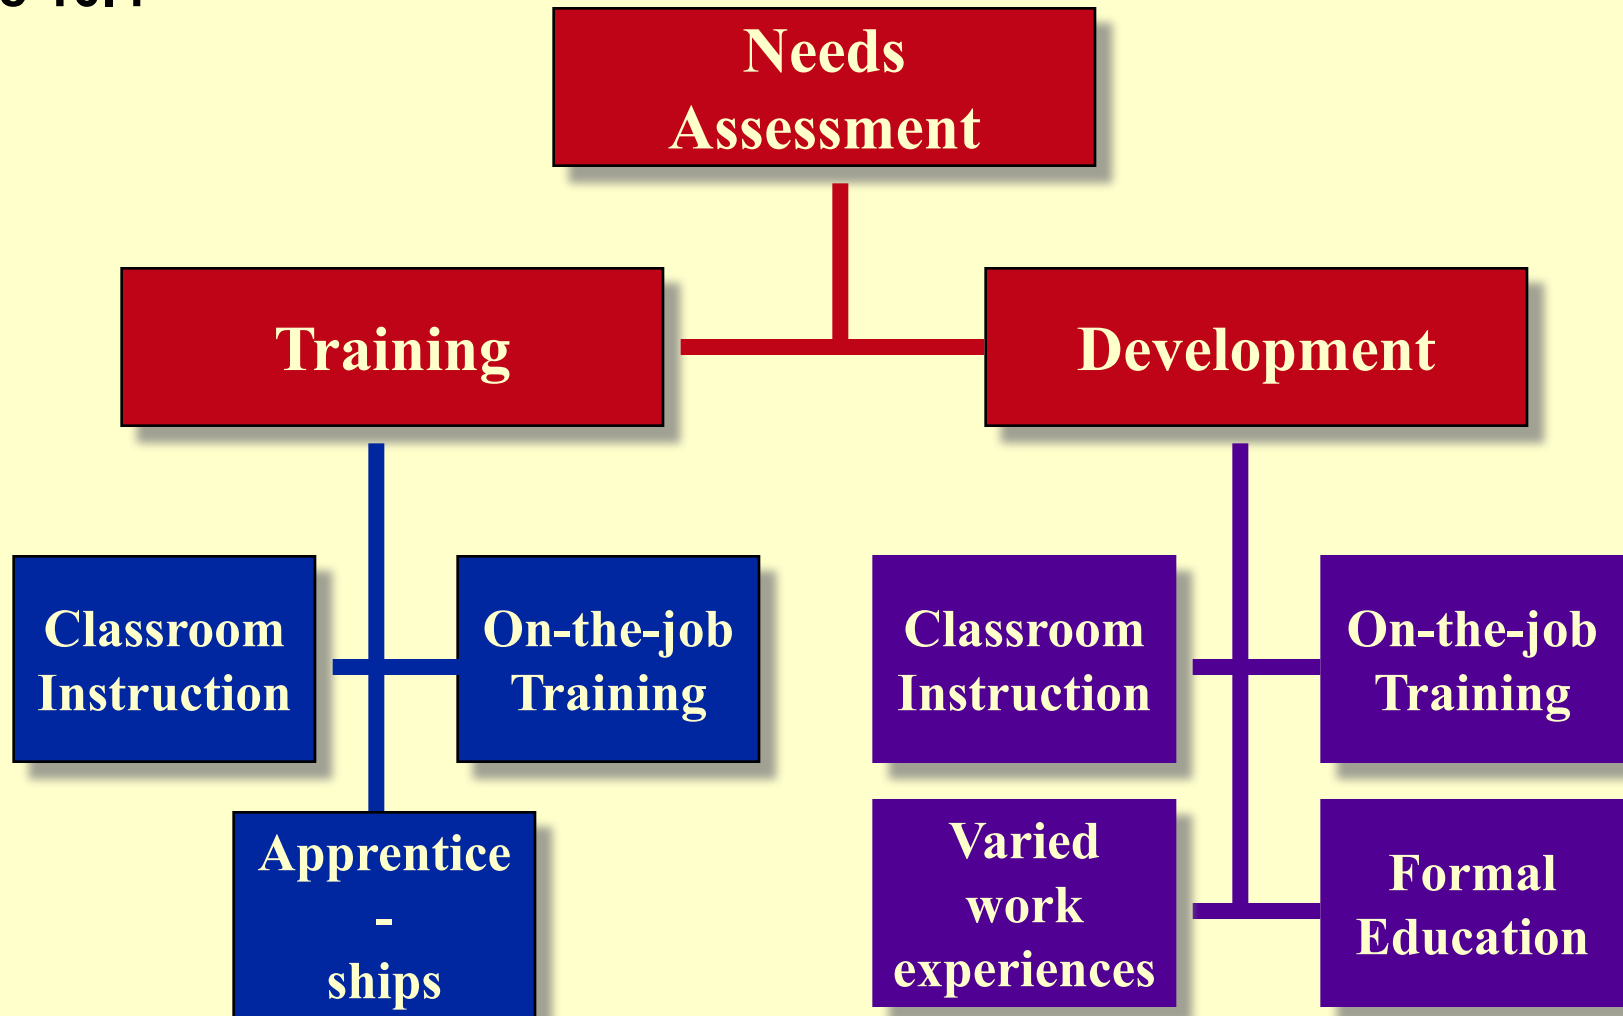 Needs
Assessment
Training
Development
Classroom
Instruction
On-the-job
Training
Apprentice
-
ships
Classroom
Instruction
On-the-job
Training
Varied
work
experiences
Formal
Education